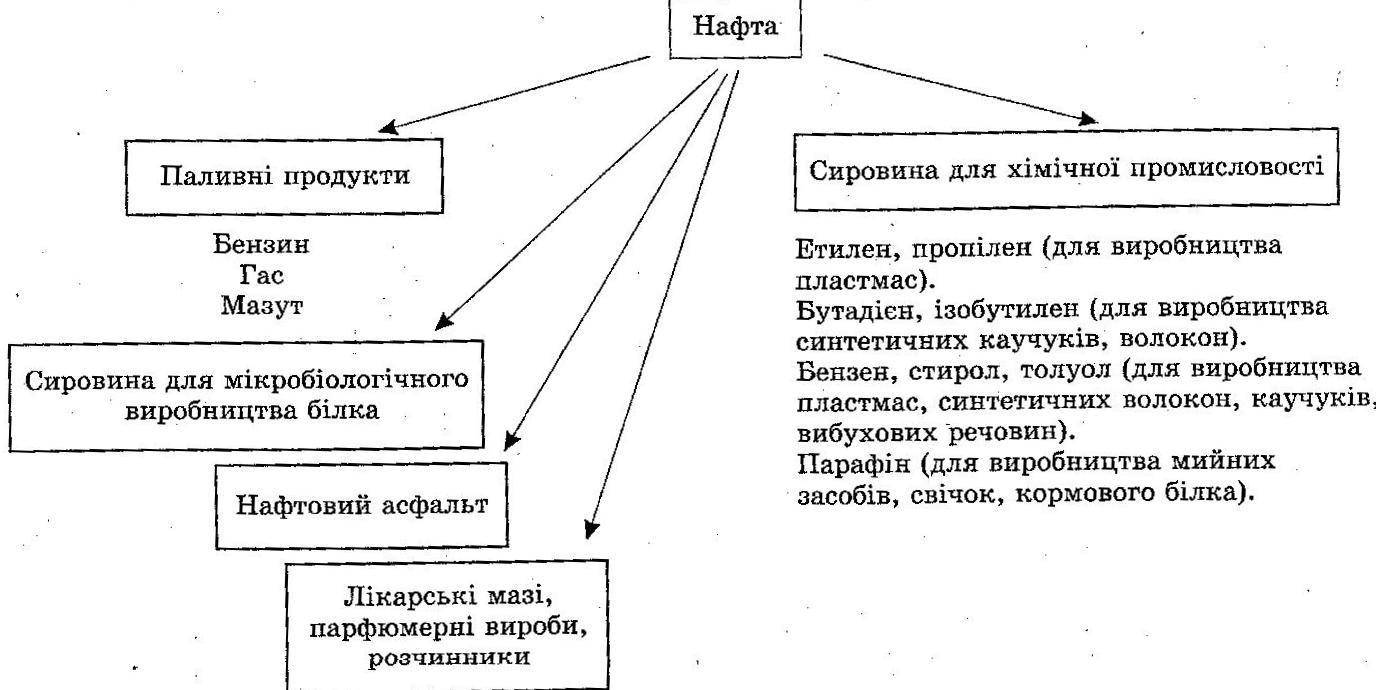 Нафта
Паливні продукти
Бензин
Гас
Мазут
Сировина для мікробіологічного
виробництва білка
Нафтовий асфальт
Лікарські мазі,
парфюмерні вироби,
розчинники
Сировина для хімічної промисловості
Етилен, пропілен (для виробництва
пластмас).
Бутадієн, ізобутилен (для виробництва
синтетичних каучуків, волокон).
Бензен, стирол, толуол (для виробництва
пластмас, синтетичних волокон, каучуків,
вибухових речовин).
Парафін (для виробництва мийних
засобів, свічок, кормового білка).